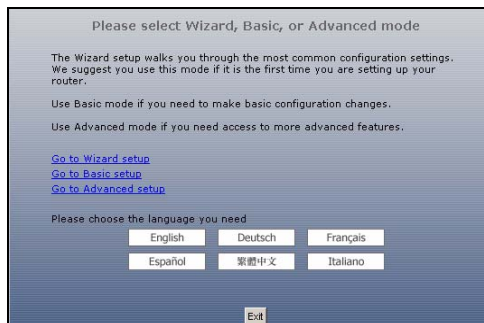 Please select Wizard, Basic, or Advanced mode
The Wizard setup walks you through the most common configuration settings.
We suggest you use this mode if it is the first time you are setting up your
router.
Use Basic mode if you need to make basic configuration changes.
Use Advanced mode if you need access to more advanced features.
Go to Wizard setup
Go to Basic setup
Go to Advanced setup
Please choose the language you need
English Deutsch Français
Español 繁體中文 Italiano
Exit